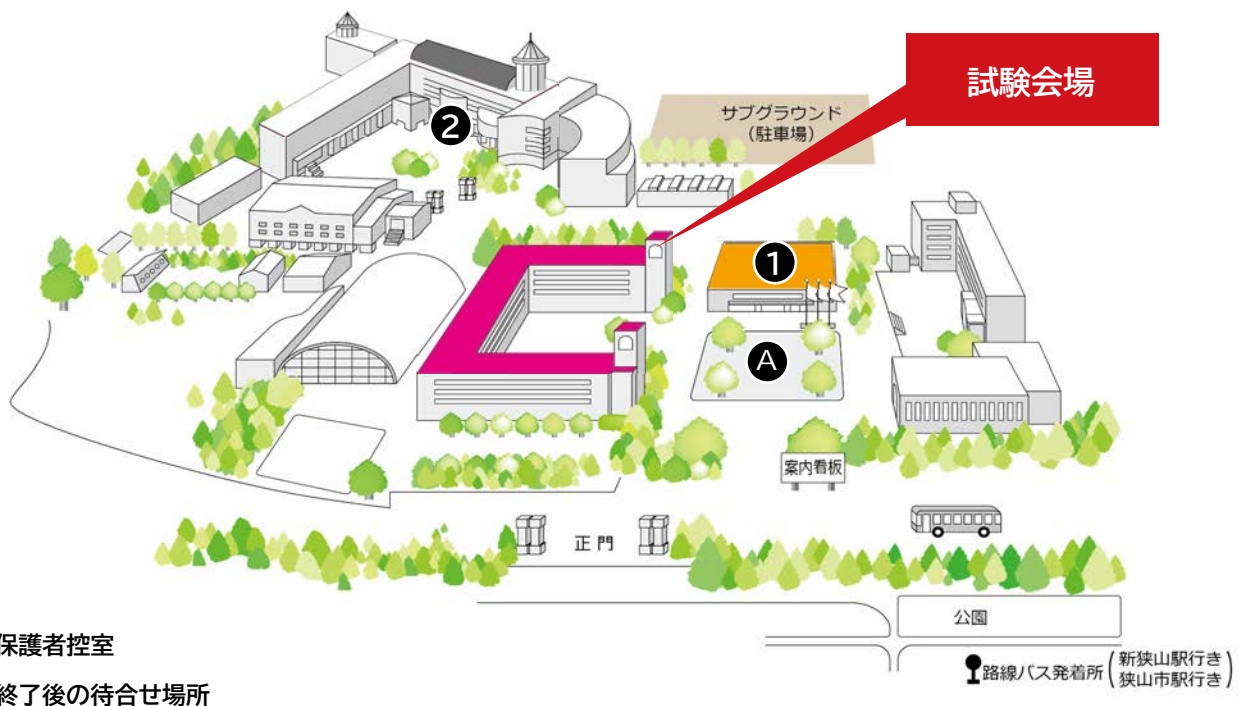 試験会場
サブグラウンド
（駐車場）
❷
❶
A
案内看板
正門
公園
路線バス発着所（新狭山駅行き
狭山市駅行き）
保護者控室
終了後の待合せ場所